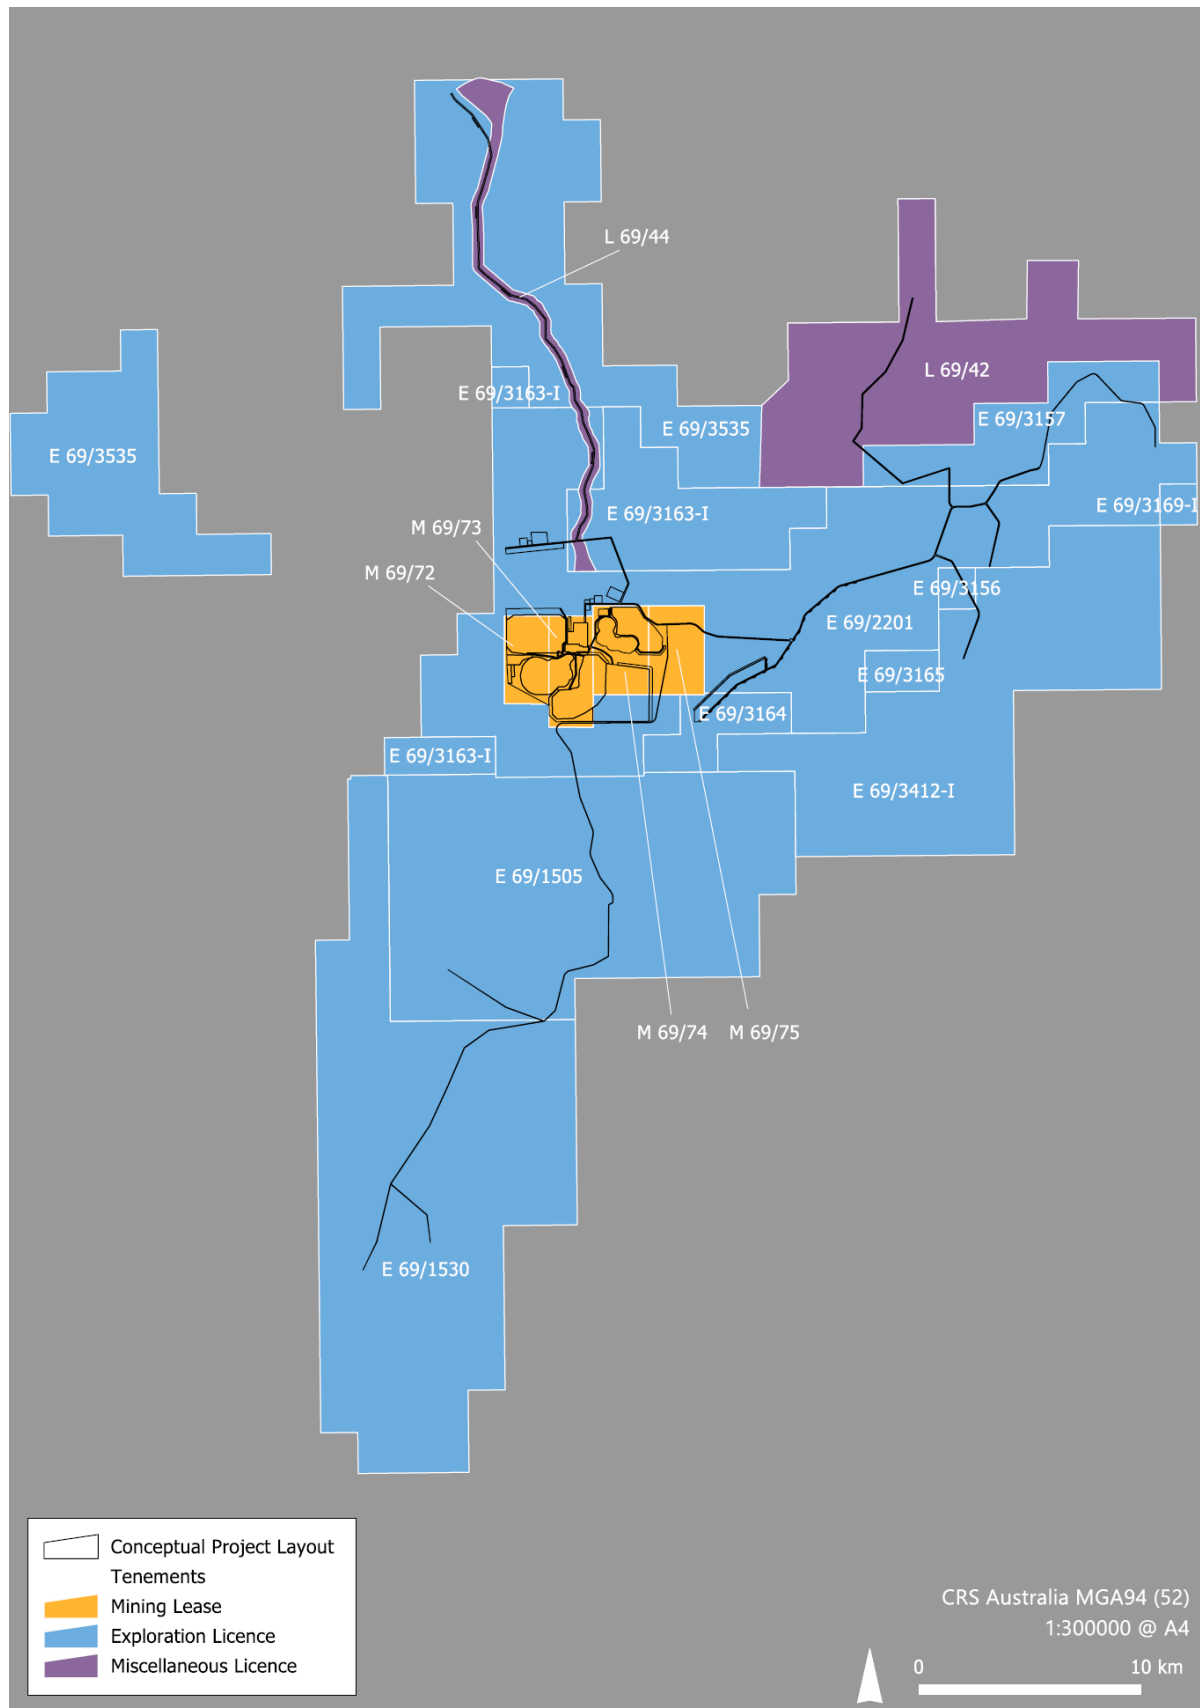 L 69/44
L 69/42
E 69/3163-I
E 69/3157
E 69/3535
E 69/3535
E 69/3169-I
E 69/3163-I
M 69/73
M 69/72
E 69/3156
E 69/2201
E 69/3165
E 69/3164
E 69/3163-I
E 69/3412-I
E 69/1505
M 69/74
M 69/75
E 69/1530
Conceptual Project Layout
Tenements
Mining Lease
Exploration Licence
Miscellaneous Licence
CRS Australia MGA94 (52)
1:300000 @ A4
0
10 km